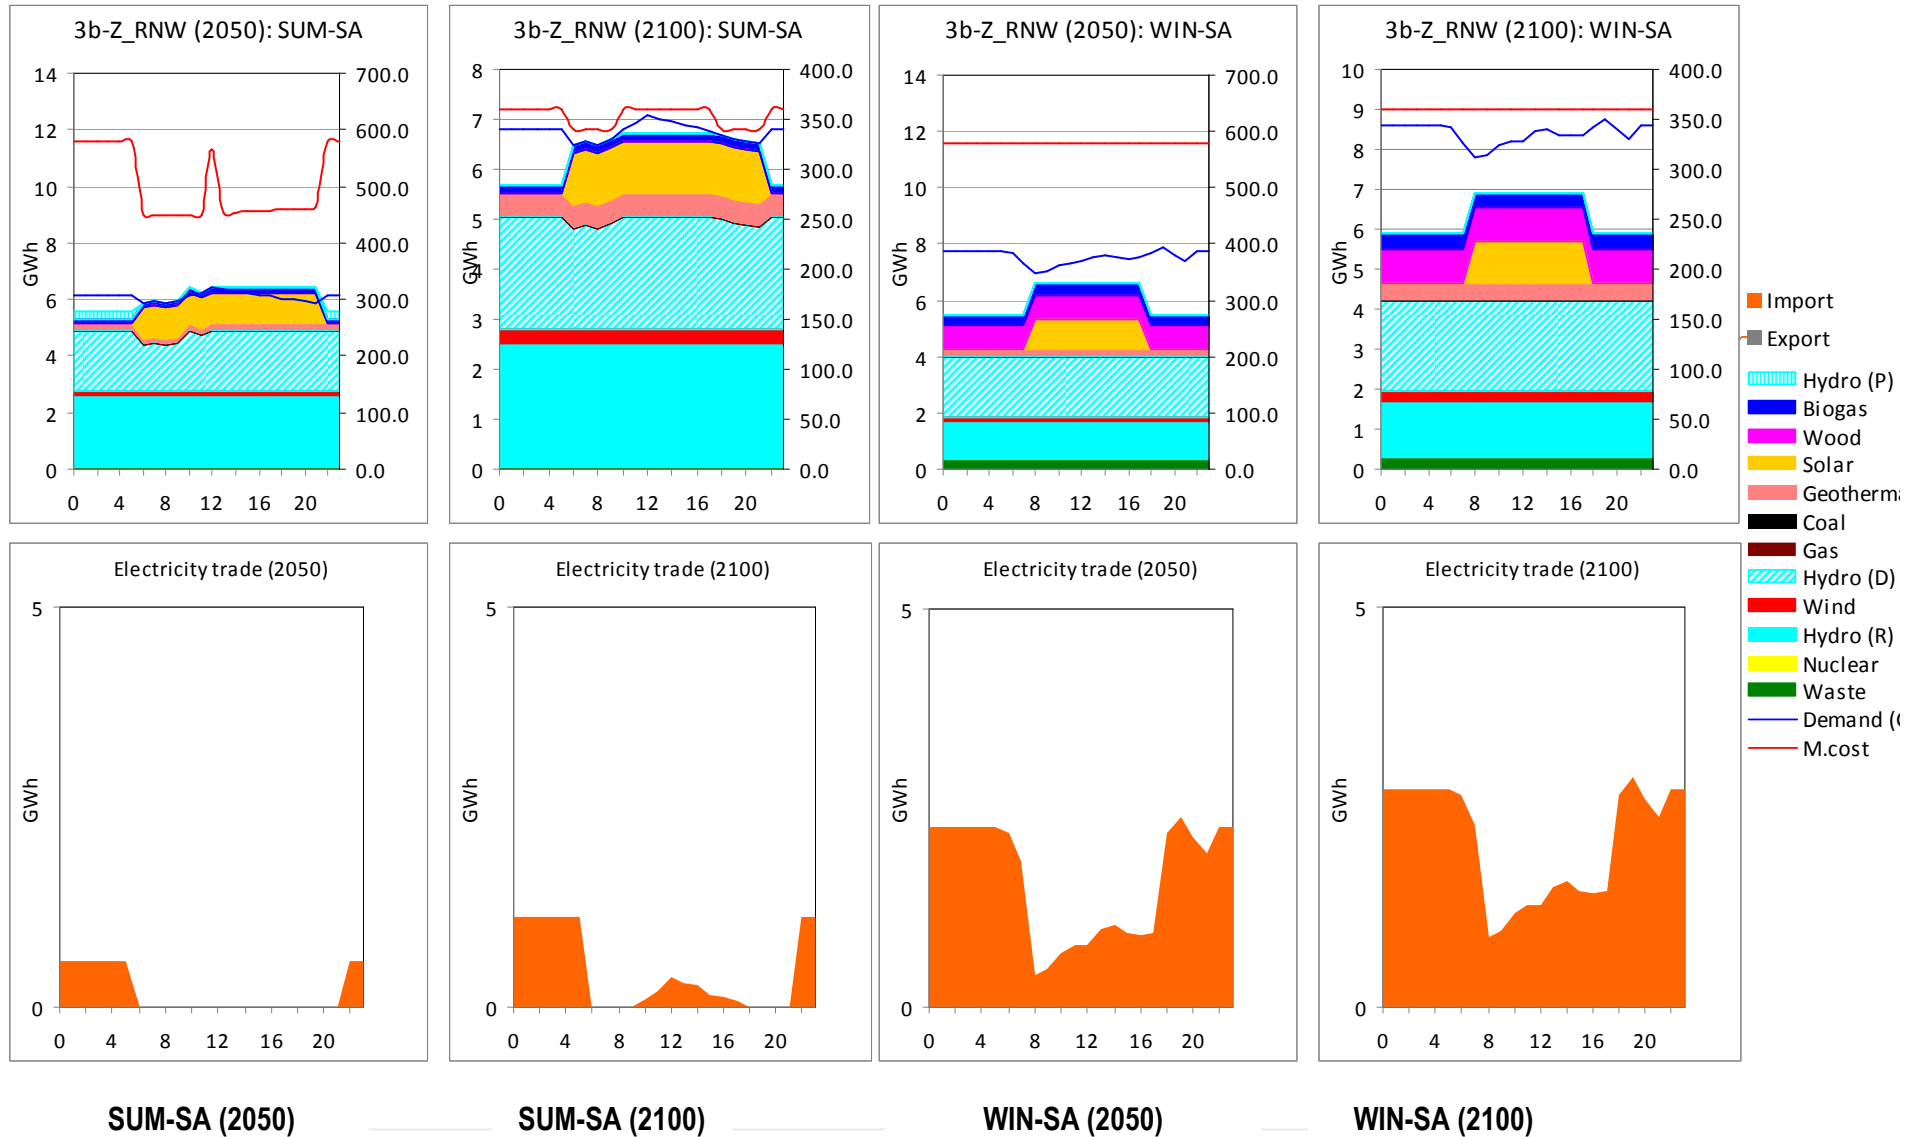 3b-Z_RNW (2050): SUM-SA
14
12
10
8
6
4
2
0
GWh
700.0
600.0
500.0
400.0
300.0
200.0
100.0
0.0
0 4 8 12 16 20
3b-Z_RNW (2100): SUM-SA
8
7
6
5
4
3
2
1
0
GWh
400.0
350.0
300.0
250.0
200.0
150.0
100.0
50.0
0.0
0 4 8 12 16 20
3b-Z_RNW (2050): WIN-SA
14
12
10
8
6
4
2
0
GWh
700.0
600.0
500.0
400.0
300.0
200.0
100.0
0.0
0 4 8 12 16 20
3b-Z_RNW (2100): WIN-SA
10
9
8
7
6
5
4
3
2
1
0
GWh
400.0
350.0
300.0
250.0
200.0
150.0
100.0
50.0
0.0
0 4 8 12 16 20
Import
Export
Hydro (P)
Biogas
Wood
Solar
Geotherma
Coal
Gas
Hydro (D)
Wind
Hydro (R)
Nuclear
Waste
Demand (
M.cost
Electricity trade (2050)
5
0
GWh
0 4 8 12 16 20
Electricity trade (2100)
5
0
GWh
0 4 8 12 16 20
Electricity trade (2050)
5
0
GWh
0 4 8 12 16 20
Electricity trade (2100)
5
0
GWh
0 4 8 12 16 20
SUM-SA (2050) SUM-SA (2100) WIN-SA (2050) WIN-SA (2100)